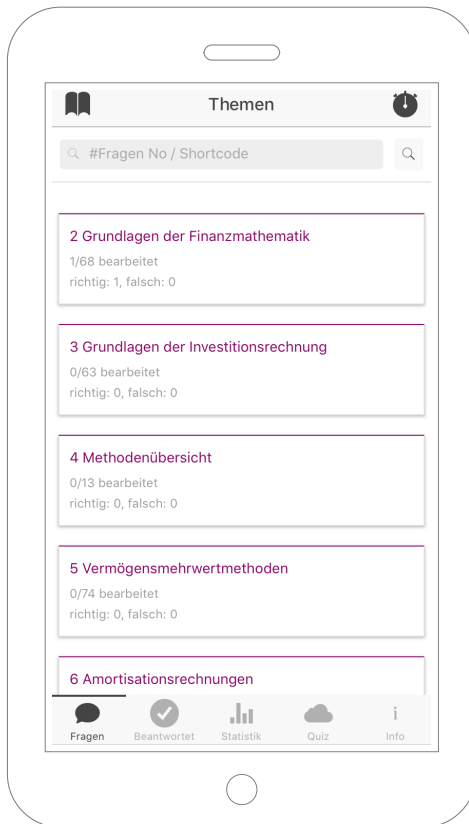 Themen
#Fragen No / Shortcode
2 Grundlagen der Finanzmathematik
1/68 bearbeitet
richtig: 1, falsch: 0
3 Grundlagen der Investitionsrechnung
0/63 bearbeitet
richtig: 0, falsch: 0
4 Methodenübersicht
0/13 bearbeitet
richtig: 0, falsch: 0
5 Vermögensmehrwertmethoden
0/74 bearbeitet
richtig: 0, falsch: 0
6 Amortisationsrechnungen
Fragen Beantwortet Statistik Quiz Info